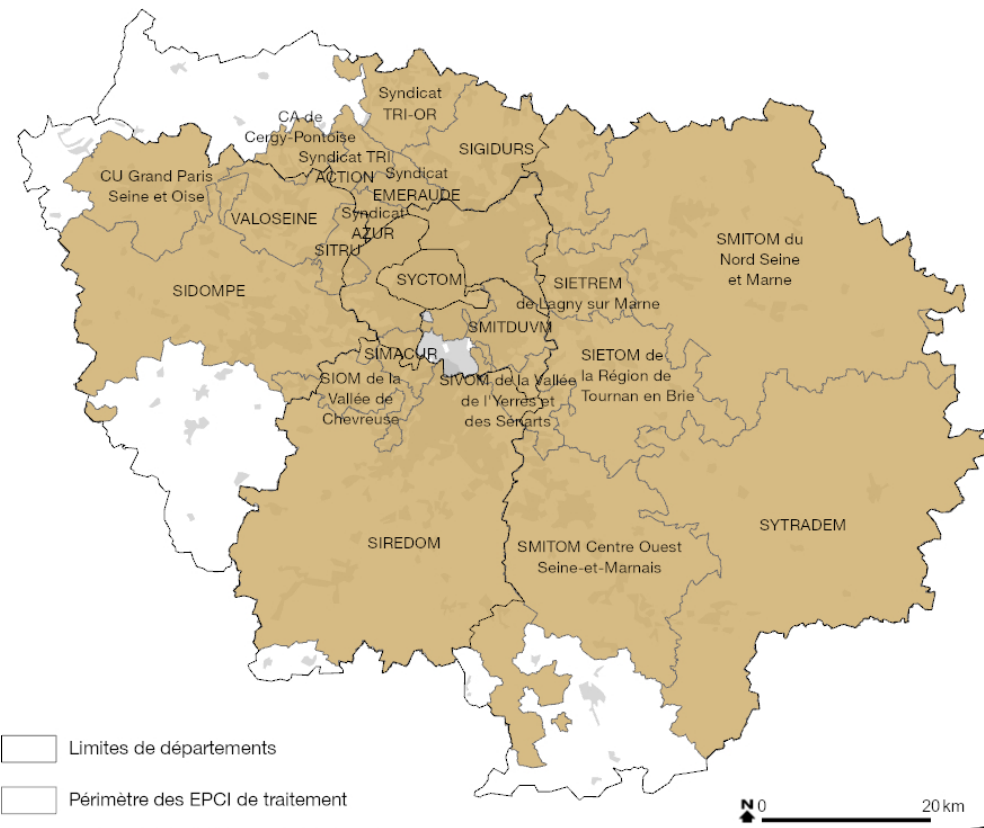 Syndicat
TRI-OR
CA de
Cergy-Pontoise
SIGIDURS
Syndicat TRI
ACTION
Syndicat
EMERAUDE
CU Grand Paris
Seine et Oise
VALOSEINE
Syndicat
AZUR
SITRU
SMITOM du
Nord Seine
et Marne
SYCTOM
SIDOMPE
SIETREM
de Lagny sur Marne
SMITDUVM
SIMACUR
SIETOM de
la Région de
Tournan en Brie
SIOM de la
Vallée de
Chevreuse
SIVOM de la Vallée
de l'Yerres et
des Sénarts
SYTRADEM
SIREDOM
SMITOM Centre Ouest
Seine-et-Marnais
Limites de départements
Périmètre des EPCI de traitement
N 0 20 km